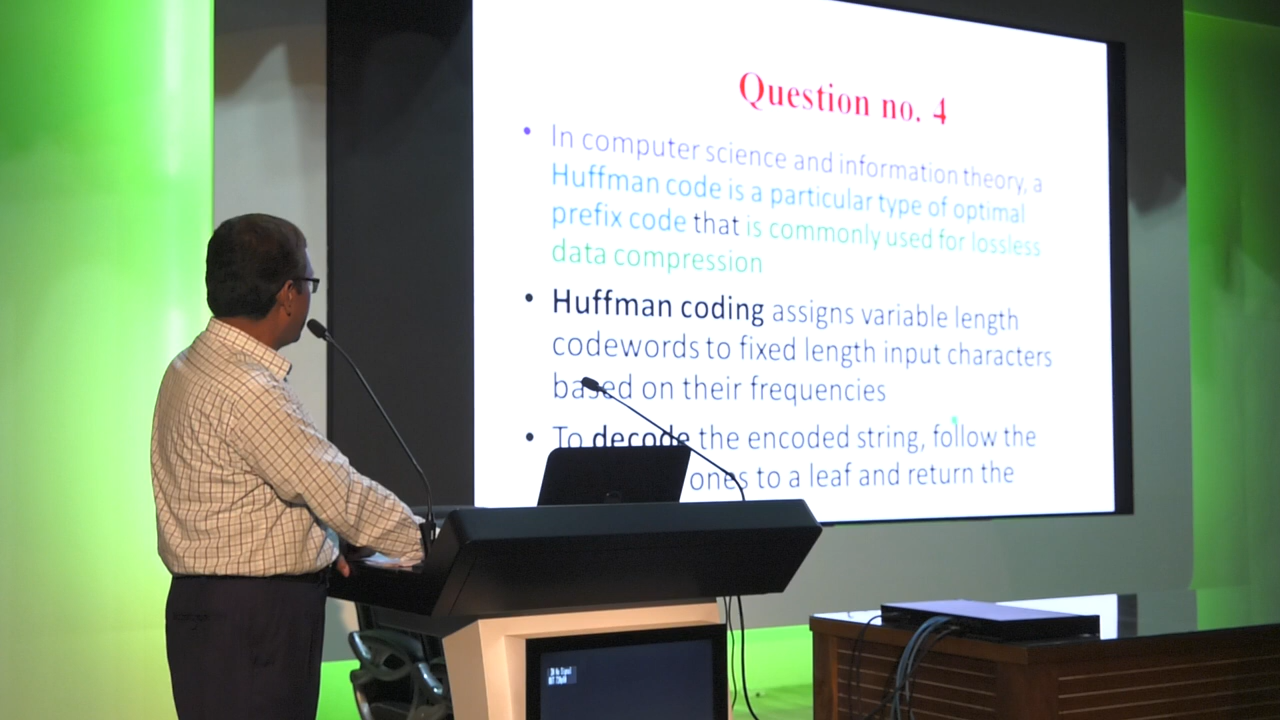 Question no. 4
• In computer science and information theory, a
Huffman code is a particular type of optimal
prefix code that is commonly used for lossless
data compression
• Huffman coding assigns variable length
codewords to fixed length input characters
based on their frequencies
• To decode the encoded string, follow the
ones to a leaf and return the